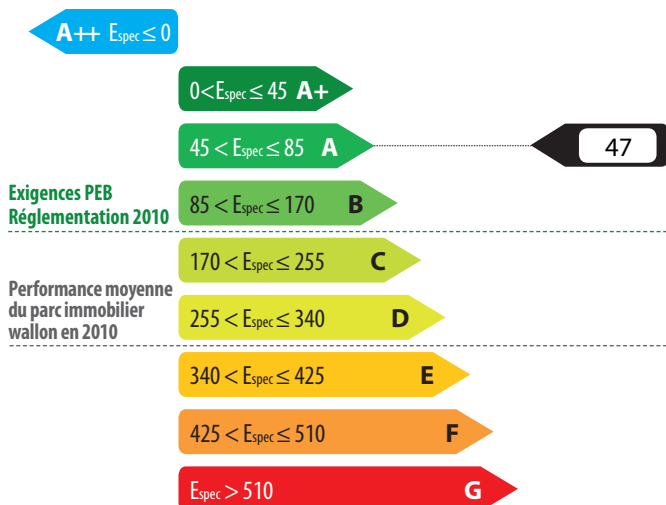 A++ Espec ≤ 0
0<Espec ≤ 45 A+
45 < Espec ≤ 85 A
47
Exigences PEB
Réglementation 2010
85 < Espec ≤ 170 B
170 < Espec ≤ 255 C
Performance moyenne
du parc immobilier
wallon en 2010
255 < Espec ≤ 340 D
340 < Espec ≤ 425 E
425 < Espec ≤ 510 F
Espec > 510 G